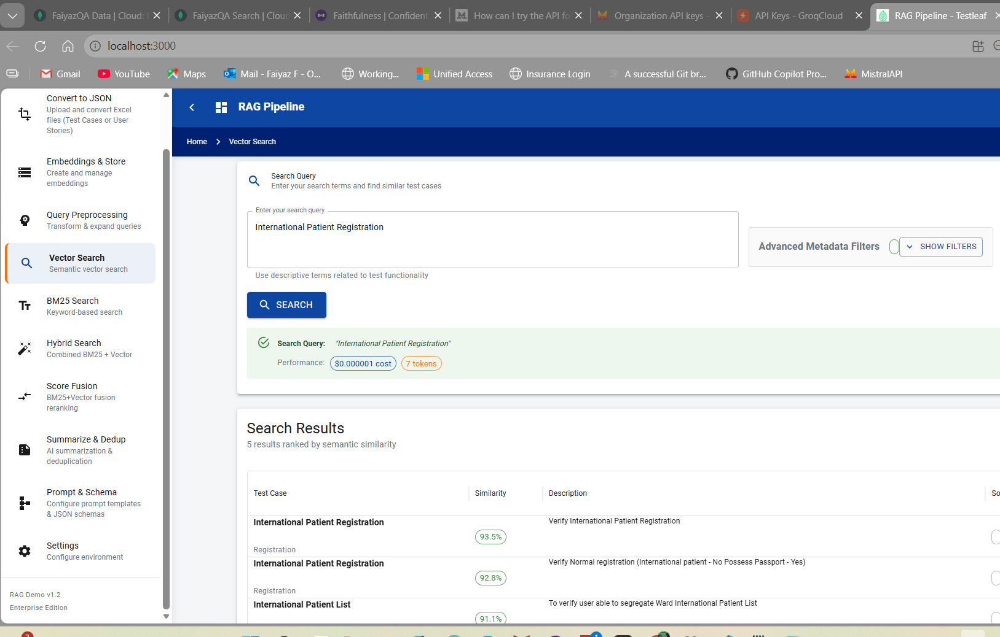 FaiyazQA Data | Cloud:
FaiyazQA Search | Cloud
Faithfulness | Confident
How can I try the API fo
Organization API keys -
API Keys - GroqCloud
RAG Pipeline - Testleaf
localhost:3000
Gmail
YouTube
Maps
Mail - Faiyaz F - O...
Working...
Unified Access
Insurance Login
A successful Git br...
GitHub Copilot Pro...
MistralAPI
Convert to JSON
Upload and convert Excel
files (Test Cases or User
Stories)
Embeddings & Store
Create and manage
embeddings
Query Preprocessing
Transform & expand queries
Vector Search
Semantic vector search
BM25 Search
Keyword-based search
Hybrid Search
Combined BM25 + Vector
Score Fusion
BM25+Vector fusion
reranking
Summarize & Dedup
AI summarization &
deduplication
Prompt & Schema
Configure prompt templates
& JSON schemas
Settings
Configure environment
RAG Demo v1.2
Enterprise Edition
RAG Pipeline
Home
Vector Search
Search Query
Enter your search terms and find similar test cases
Enter your search query
International Patient Registration
Use descriptive terms related to test functionality
Advanced Metadata Filters
SHOW FILTERS
SEARCH
Search Query: "International Patient Registration"
Performance: $0.000001 cost 7 tokens
Search Results
5 results ranked by semantic similarity
Test Case Similarity Description So
International Patient Registration
Registration
93.5%
Verify International Patient Registration
International Patient Registration
Registration
92.8%
Verify Normal registration (International patient - No Possess Passport - Yes)
International Patient List
91.1%
To verify user able to segregate Ward International Patient List